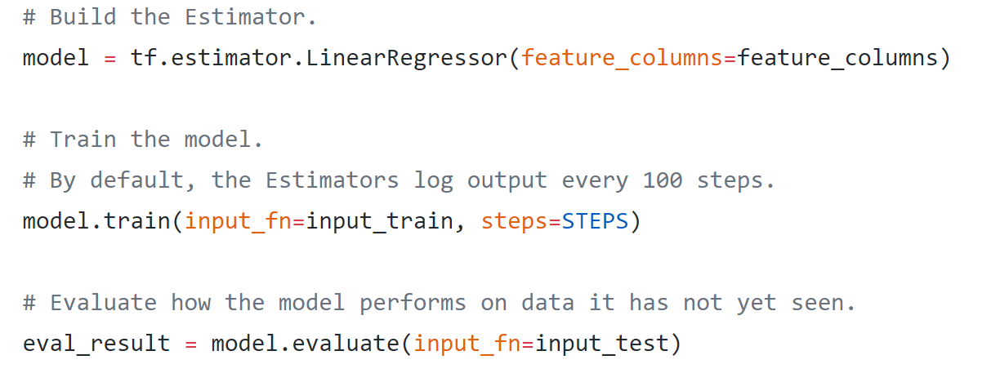 # Build the Estimator.
model = tf.estimator.LinearRegressor(feature_columns=feature_columns)
# Train the model.
# By default, the Estimators log output every 100 steps.
model.train(input_fn=input_train, steps=STEPS)
# Evaluate how the model performs on data it has not yet seen.
eval_result = model.evaluate(input_fn=input_test)